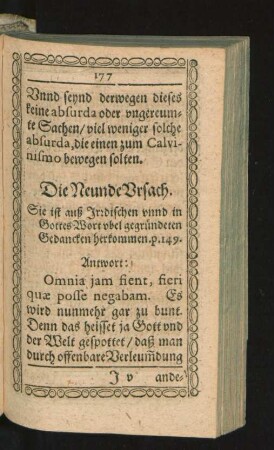 177
Vnnd seynd derwegen dieses
keine absurda oder vngereum-
te Sachen/ viel weniger solche
absurda, die einen zum Calvi-
nismo bewegen solten.
Die Neunde Vrsach.
Sie ist auß Irrdischen vnnd in
Gottes Wort vbel gegründeten
Gedancken herkommen. p. 149.
Antwort:
Omnia jam fient, fieri
quæ posse negabam. Es
wird nunmehr gar zu bunt.
Denn das heisset ja Gott vnd
der Welt gespottet/ daß man
durch offenbare Verleumdung
J v ande-